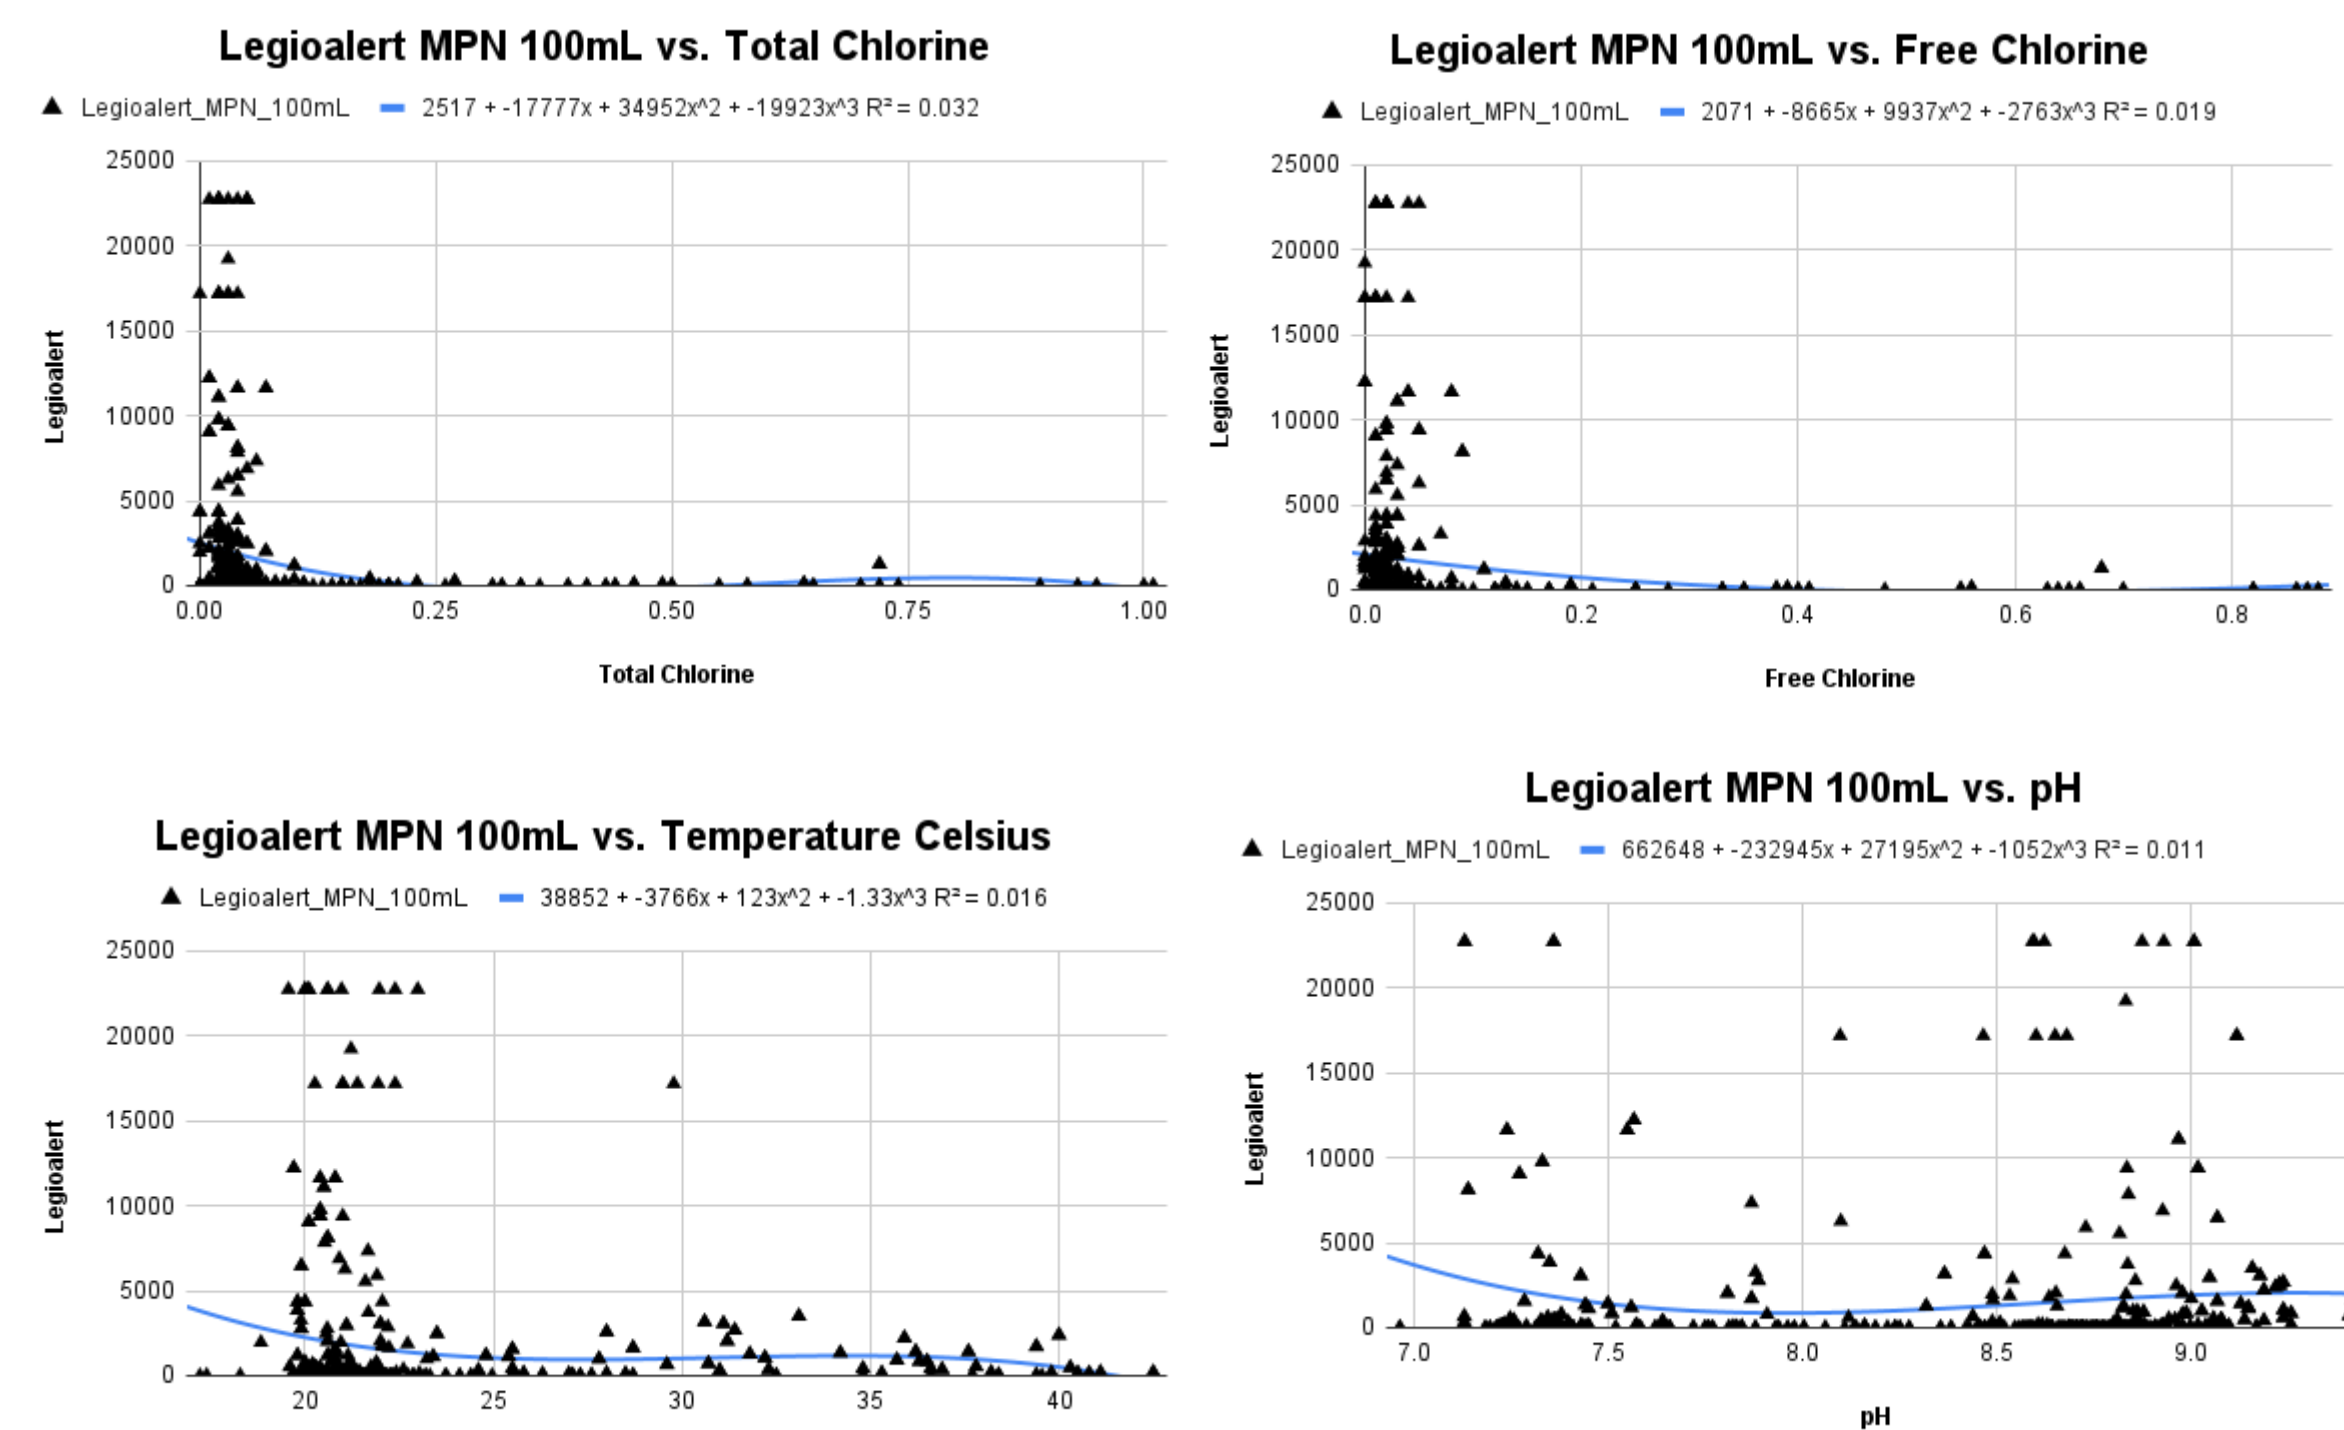 Legioalert MPN 100mL vs. Total Chlorine
Legioalert_MPN_100mL 2517 + -17777x + 34952x^2 + -19923x^3 R² = 0.032
25000
20000
15000
10000
5000
0
Legioalert
0.00 0.25 0.50 0.75 1.00
Total Chlorine
Legioalert MPN 100mL vs. Free Chlorine
Legioalert_MPN_100mL 2071 + -8665x + 9937x^2 + -2763x^3 R² = 0.019
25000
20000
15000
10000
5000
0
Legioalert
0.0 0.2 0.4 0.6 0.8
Free Chlorine
Legioalert MPN 100mL vs. Temperature Celsius
Legioalert_MPN_100mL 38852 + -3766x + 123x^2 + -1.33x^3 R² = 0.016
25000
20000
15000
10000
5000
0
Legioalert
20 25 30 35 40
Legioalert MPN 100mL vs. pH
Legioalert_MPN_100mL 662648 + -232945x + 27195x^2 + -1052x^3 R² = 0.011
25000
20000
15000
10000
5000
0
Legioalert
7.0 7.5 8.0 8.5 9.0
pH